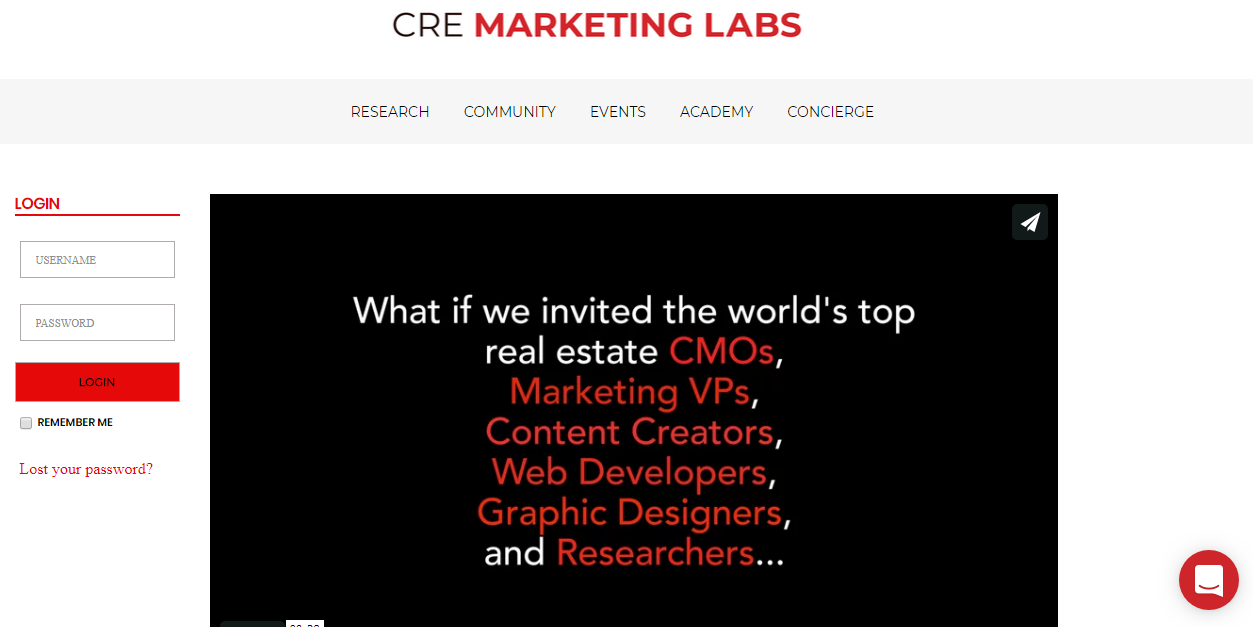 CRE MARKETING LABS
RESEARCH COMMUNITY EVENTS ACADEMY CONCIERGE
LOGIN
USERNAME
PASSWORD
LOGIN
REMEMBER ME
Lost your password?
What if we invited the world's top
real estate CMOs,
Marketing VPs,
Content Creators,
Web Developers,
Graphic Designers,
and Researchers...